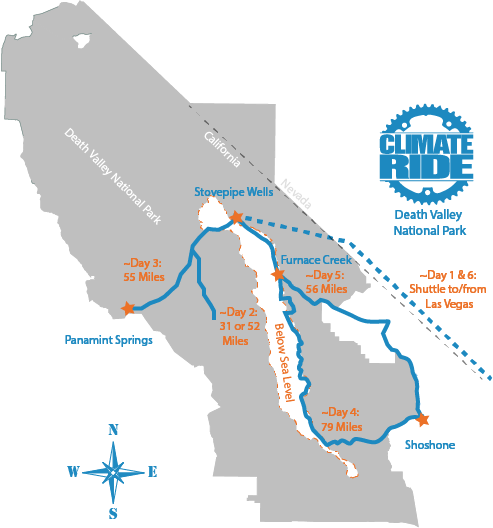 CLIMATE
RIDE
Death Valley
National Park
California
Nevada
Death Valley National Park
Stovepipe Wells
Furnace Creek
~Day 3:
55 Miles
~Day 5:
56 Miles
~Day 1 & 6:
Shuttle to/from
Las Vegas
~Day 2:
31 or 52
Miles
Panamint Springs
Below Sea Level
~Day 4:
79 Miles
Shoshone
N
W
E
S